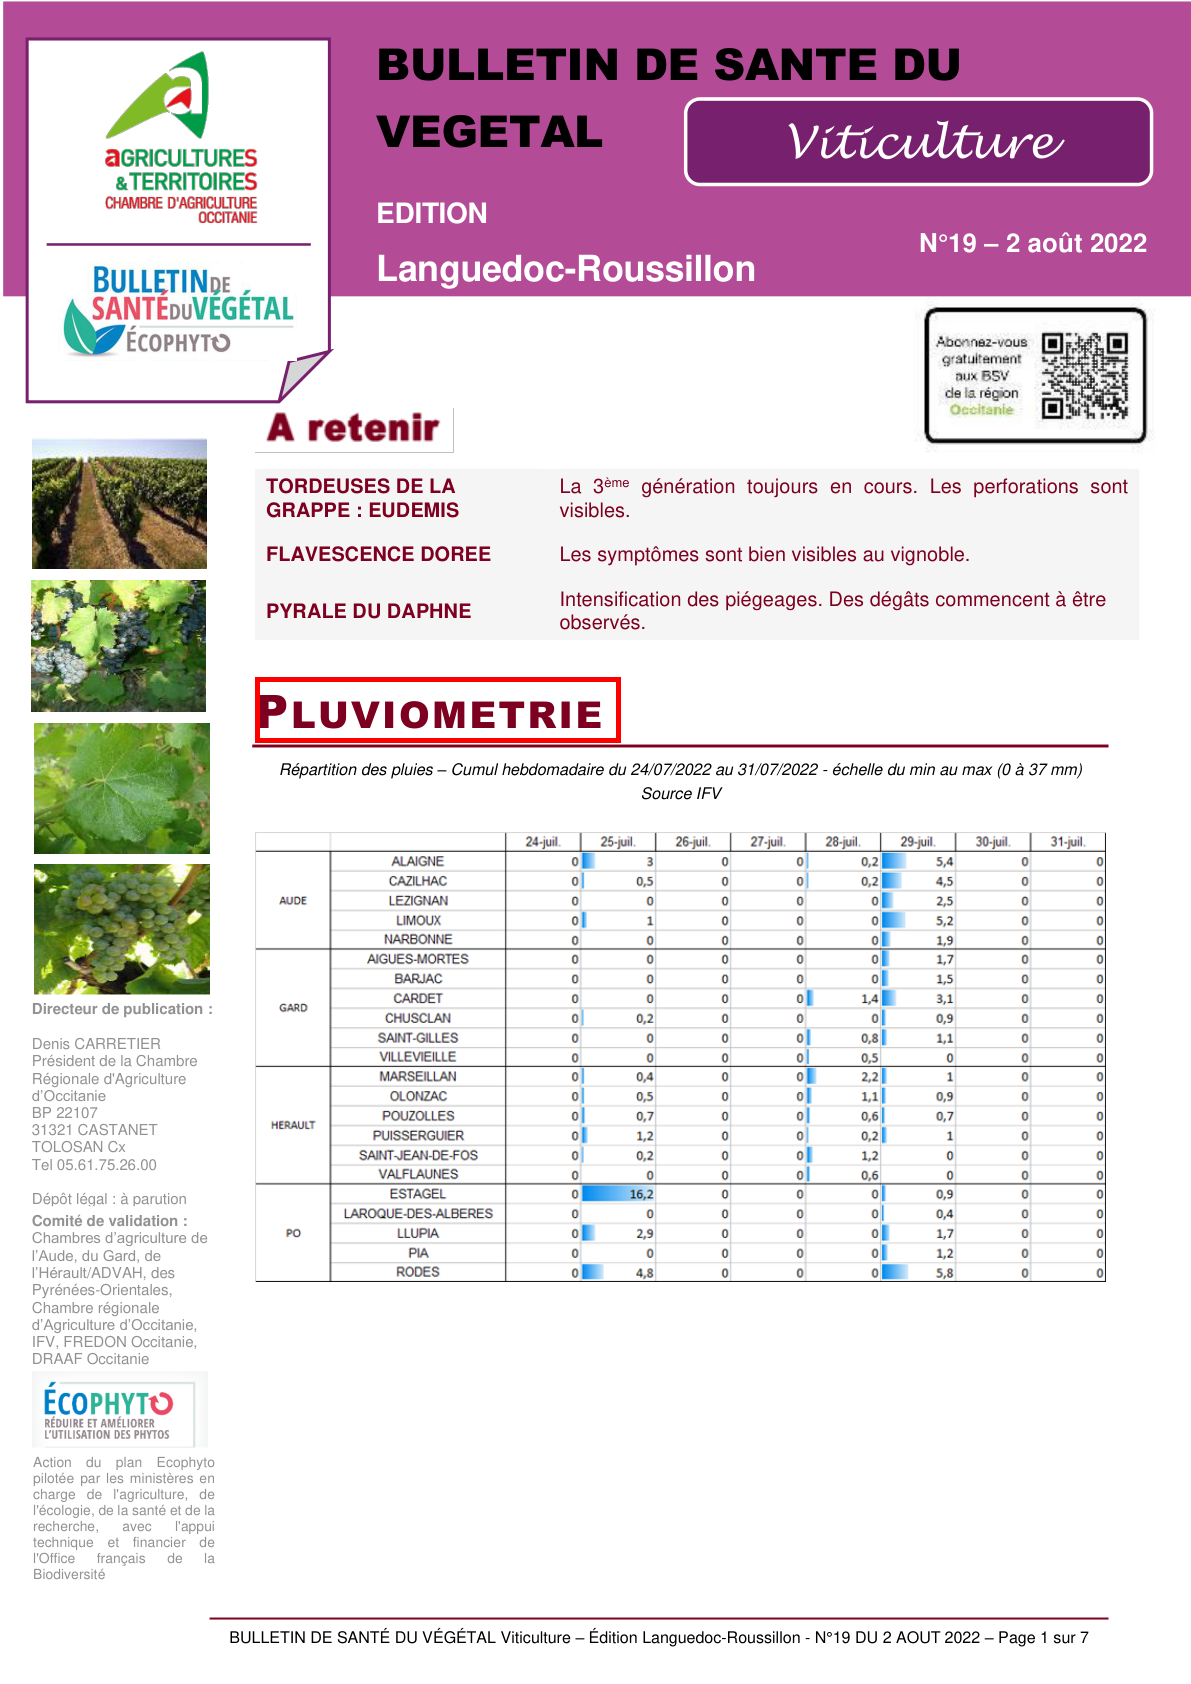 BULLETIN DE SANTE DU
VEGETAL
Viticulture
EDITION
Languedoc-Roussillon
N°19 – 2 août 2022
aGRICULTURES
&TERRITOIRES
CHAMBRE D'AGRICULTURE
OCCITANIE
BULLETIN DE
SANTÉ DU VÉGÉTAL
ÉCOPHYTO
Abonnez-vous
gratuitement
aux BSV
de la région
Occitanie
A retenir
TORDEUSES DE LA
GRAPPE : EUDEMIS
La 3ème génération toujours en cours. Les perforations sont
visibles.
FLAVESCENCE DOREE
Les symptômes sont bien visibles au vignoble.
PYRALE DU DAPHNE
Intensification des piégeages. Des dégâts commencent à être
observés.
PLUVIOMETRIE
Répartition des pluies – Cumul hebdomadaire du 24/07/2022 au 31/07/2022 - échelle du min au max (0 à 37 mm)
Source IFV
24-juil. 25-juil. 26-juil. 27-juil. 28-juil. 29-juil. 30-juil. 31-juil.
AUDE
ALAIGNE 0 3 0 0 0,2 5,4 0 0
CAZILHAC 0 0,5 0 0 0,2 4,5 0 0
LEZIGNAN 0 0 0 0 0 2,5 0 0
LIMOUX 0 1 0 0 0 5,2 0 0
NARBONNE 0 0 0 0 0 1,9 0 0
GARD
AIGUES-MORTES 0 0 0 0 0 1,7 0 0
BARJAC 0 0 0 0 0 1,5 0 0
CARDET 0 0 0 0 1,4 3,1 0 0
CHUSCLAN 0 0,2 0 0 0 0,9 0 0
SAINT-GILLES 0 0 0 0 0,8 1,1 0 0
VILLEVIEILLE 0 0 0 0 0,5 0 0 0
HERAULT
MARSEILLAN 0 0,4 0 0 2,2 1 0 0
OLONZAC 0 0,5 0 0 1,1 0,9 0 0
POUZOLLES 0 0,7 0 0 0,6 0,7 0 0
PUISSERGUIER 0 1,2 0 0 0,2 1 0 0
SAINT-JEAN-DE-FOS 0 0,2 0 0 1,2 0 0 0
VALFLAUNES 0 0 0 0 0,6 0 0 0
PO
ESTAGEL 0 16,2 0 0 0 0,9 0 0
LAROQUE-DES-ALBERES 0 0 0 0 0 0,4 0 0
LLUPIA 0 2,9 0 0 0 1,7 0 0
PIA 0 0 0 0 0 1,2 0 0
RODES 0 4,8 0 0 0 5,8 0 0
Directeur de publication :
Denis CARRETIER
Président de la Chambre
Régionale d'Agriculture
d'Occitanie
BP 22107
31321 CASTANET
TOLOSAN Cx
Tel 05.61.75.26.00
Dépôt légal : à parution
Comité de validation :
Chambres d'agriculture de
l'Aude, du Gard, de
l'Hérault/ADVAH, des
Pyrénées-Orientales,
Chambre régionale
d'Agriculture d'Occitanie,
IFV, FREDON Occitanie,
DRAAF Occitanie
ÉCOPHYTO
RÉDUIRE ET AMÉLIORER
L'UTILISATION DES PHYTOS
Action du plan Ecophyto
pilotée par les ministères en
charge de l'agriculture, de
l'écologie, de la santé et de la
recherche, avec l'appui
technique et financier de
l'Office français de la
Biodiversité
BULLETIN DE SANTÉ DU VÉGÉTAL Viticulture – Édition Languedoc-Roussillon - N°19 DU 2 AOUT 2022 – Page 1 sur 7